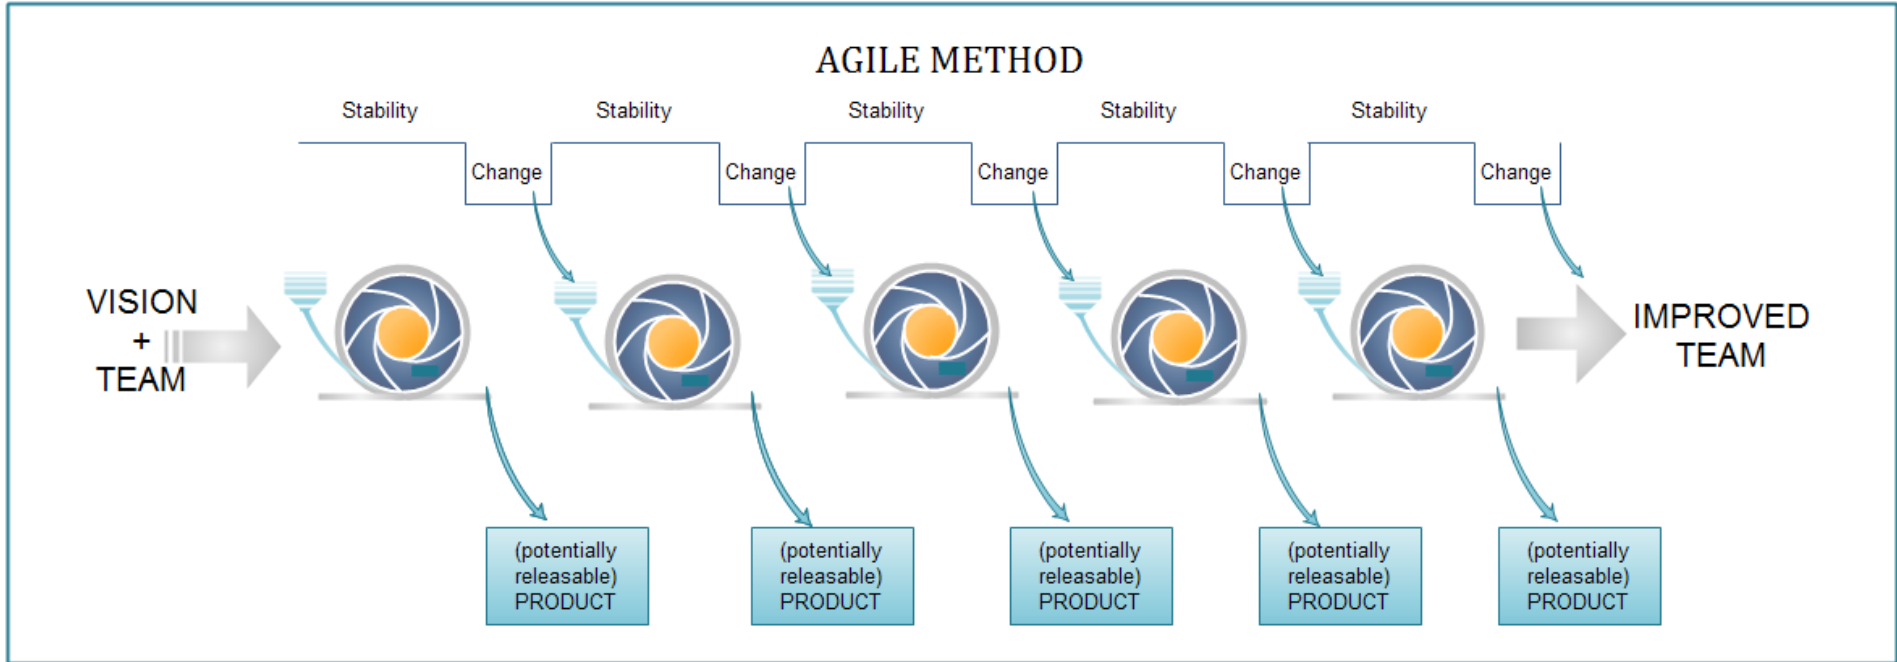 AGILE METHOD
Stability Stability Stability Stability Stability
Change Change Change Change Change
VISION
+
TEAM
IMPROVED
TEAM
(potentially
releasable)
PRODUCT
(potentially
releasable)
PRODUCT
(potentially
releasable)
PRODUCT
(potentially
releasable)
PRODUCT
(potentially
releasable)
PRODUCT